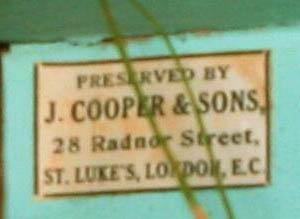 PRESERVED BY
J. COOPER & SONS,
28 Radnor Street,
ST. LUKE'S, LONDON, E.C.